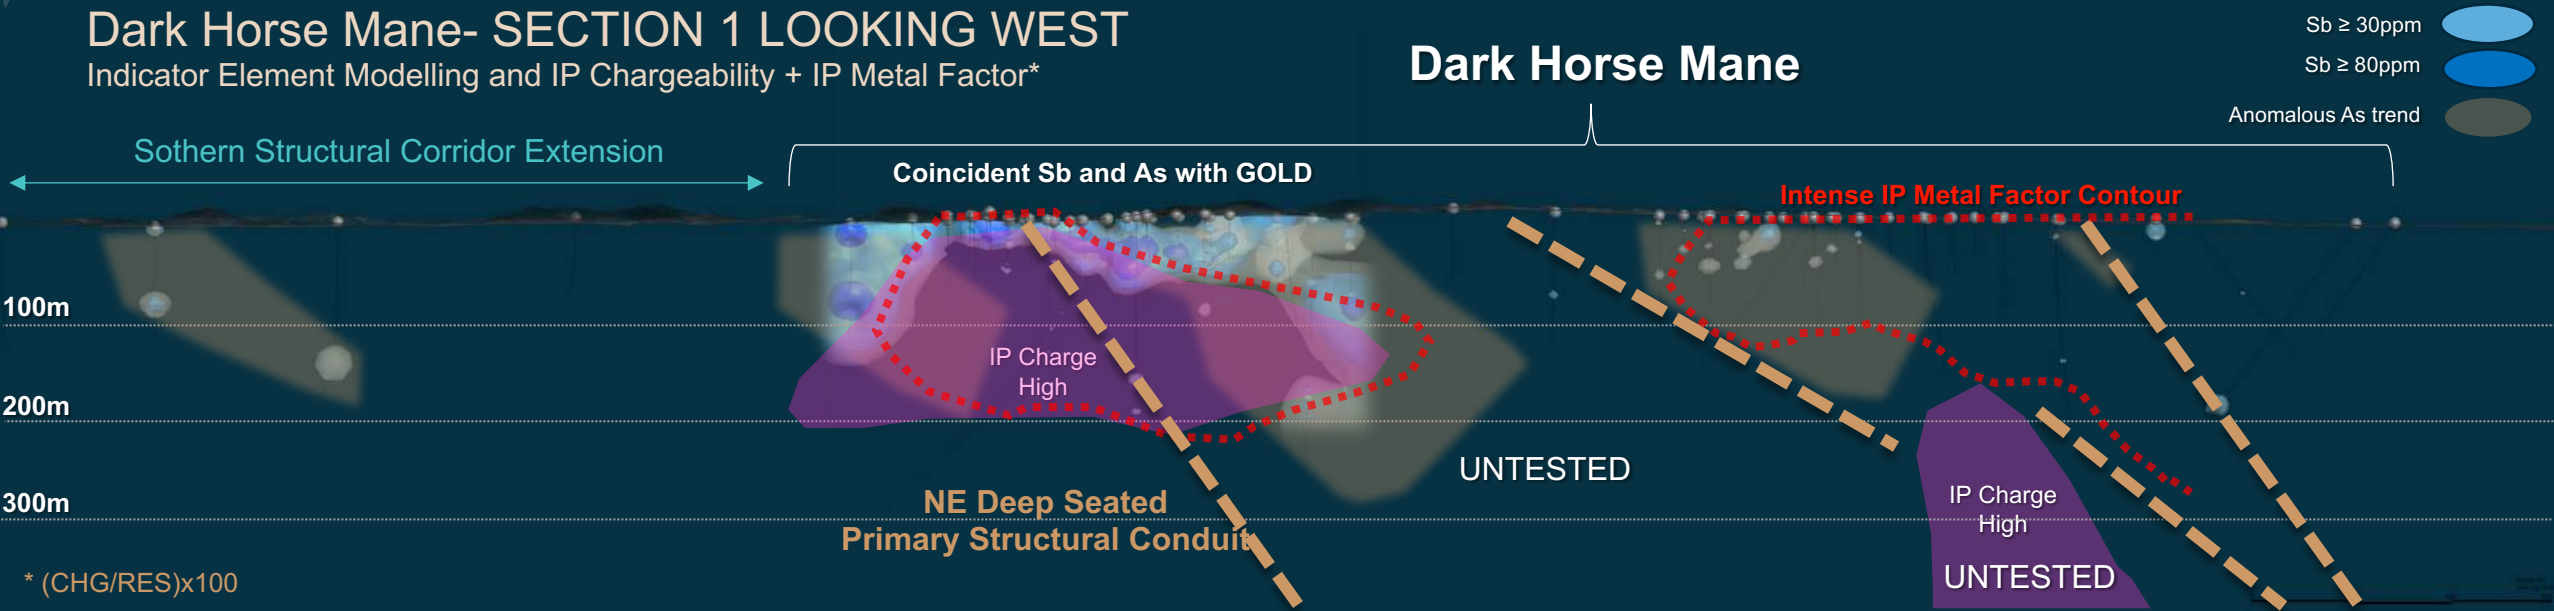 Dark Horse Mane- SECTION 1 LOOKING WEST
Indicator Element Modelling and IP Chargeability + IP Metal Factor*
Dark Horse Mane
Sb ≥ 30ppm
Sb ≥ 80ppm
Anomalous As trend
Sothern Structural Corridor Extension
Coincident Sb and As with GOLD
Intense IP Metal Factor Contour
100m
IP Charge
High
200m
UNTESTED
300m
NE Deep Seated
Primary Structural Conduit
IP Charge
High
UNTESTED
* (CHG/RES)x100